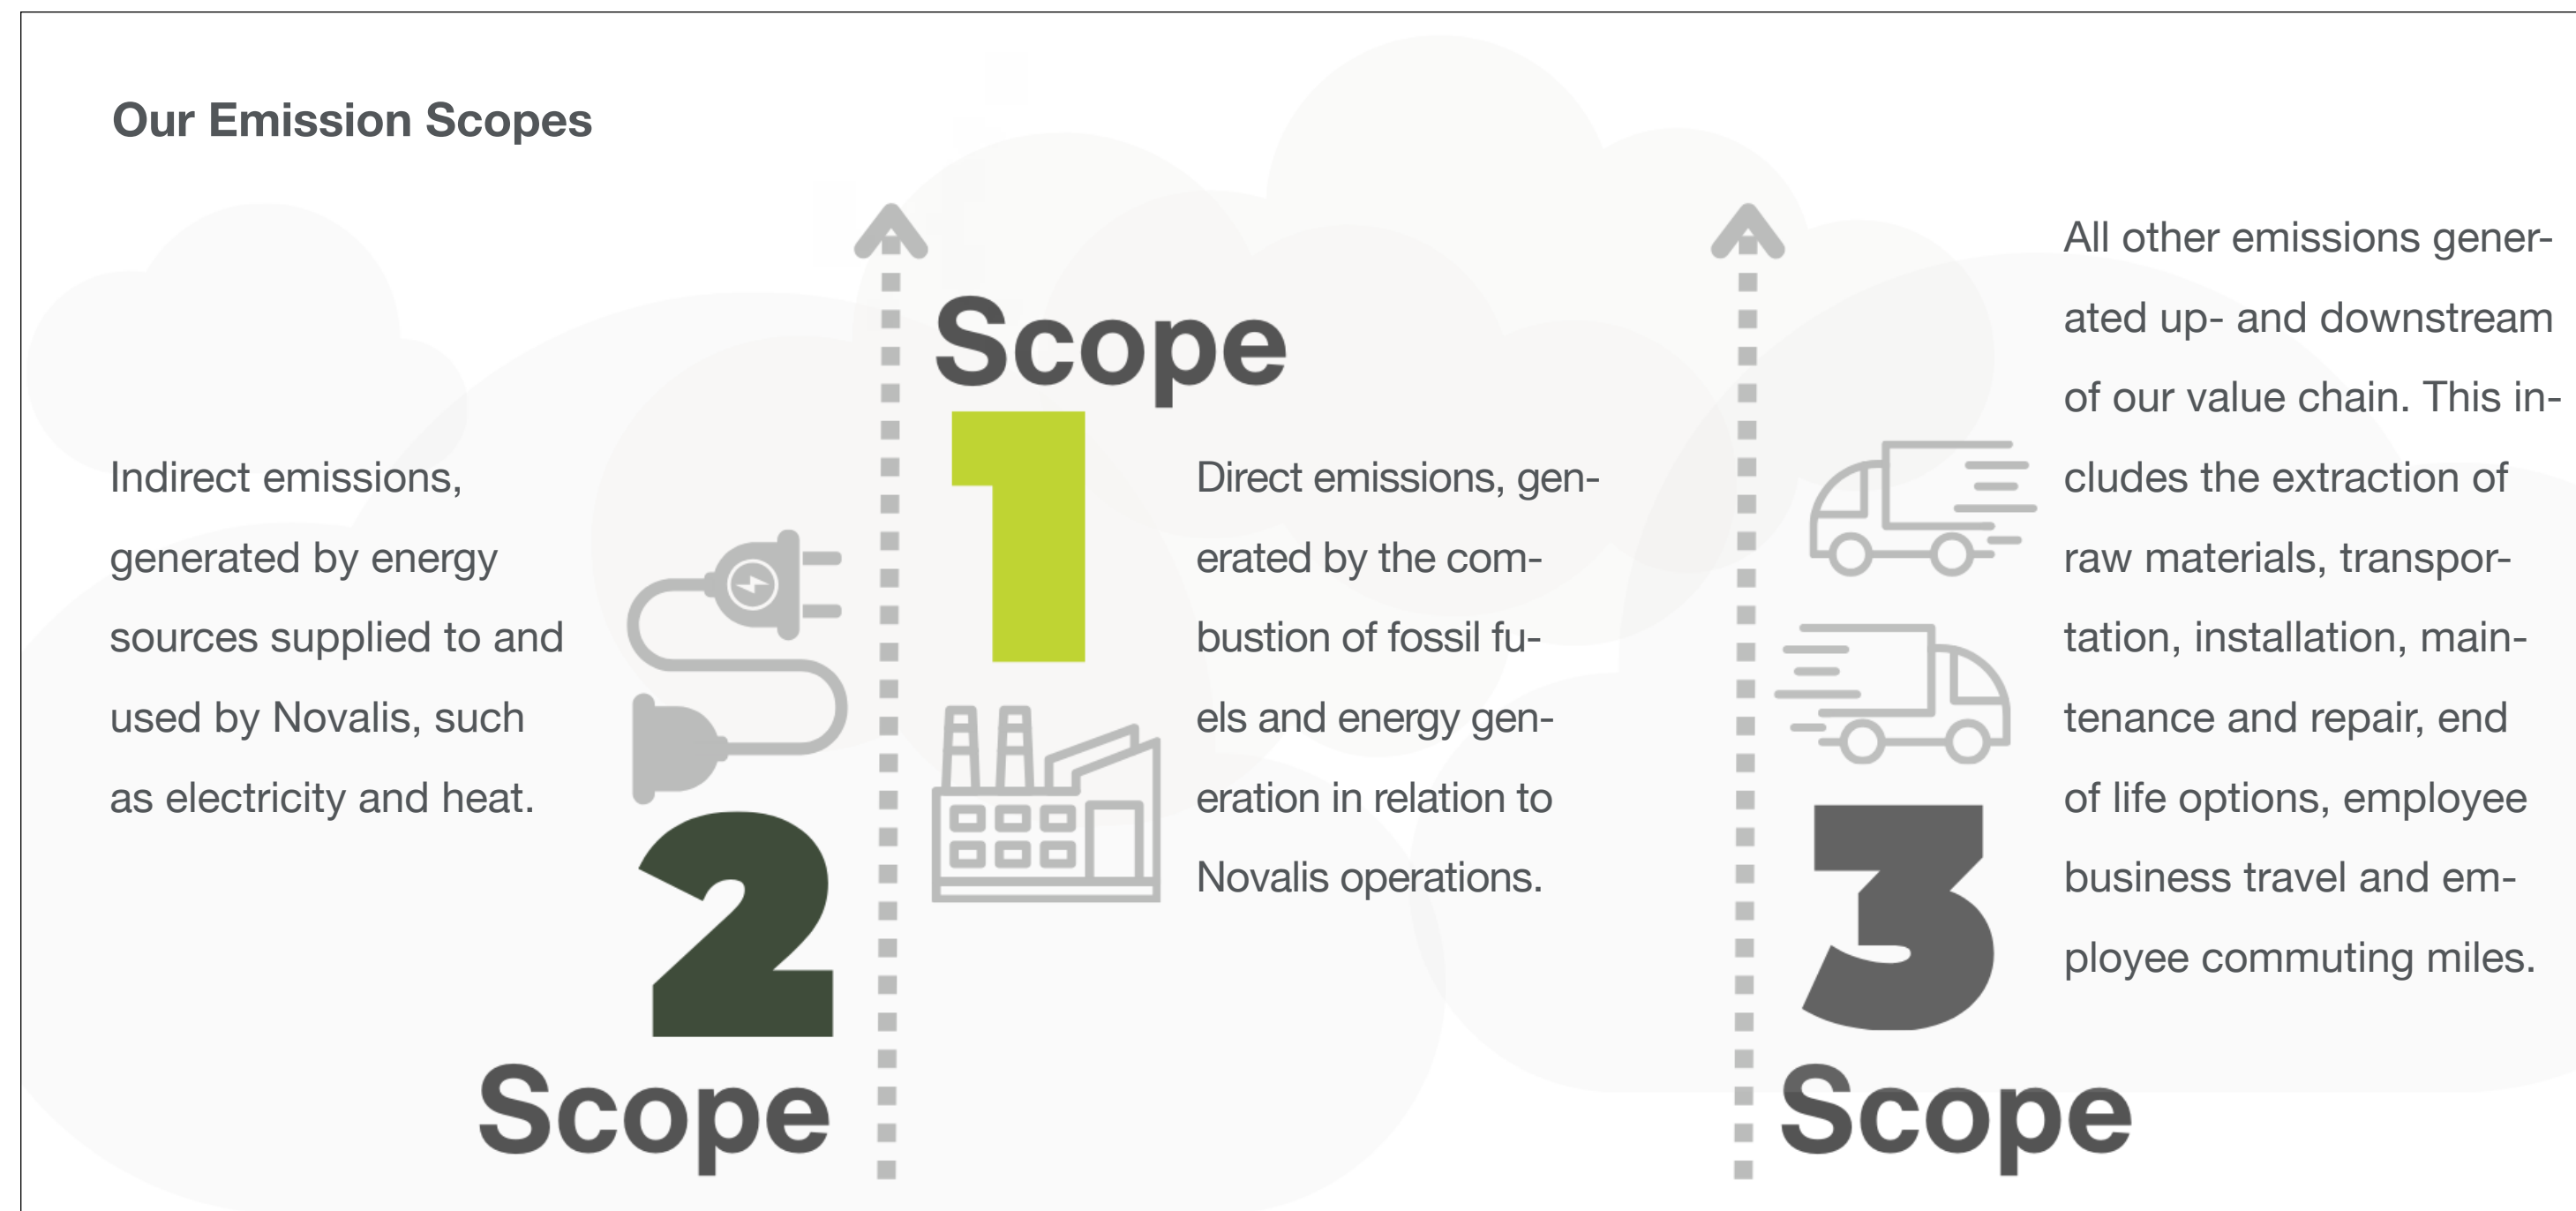 Our Emission Scopes
Indirect emissions,
generated by energy
sources supplied to and
used by Novalis, such
as electricity and heat.
2
Scope
Scope
1
Direct emissions, gen-
erated by the com-
bustion of fossil fu-
els and energy gen-
eration in relation to
Novalis operations.
All other emissions gener-
ated up- and downstream
of our value chain. This in-
cludes the extraction of
raw materials, transpor-
tation, installation, main-
tenance and repair, end
of life options, employee
business travel and em-
ployee commuting miles.
3
Scope